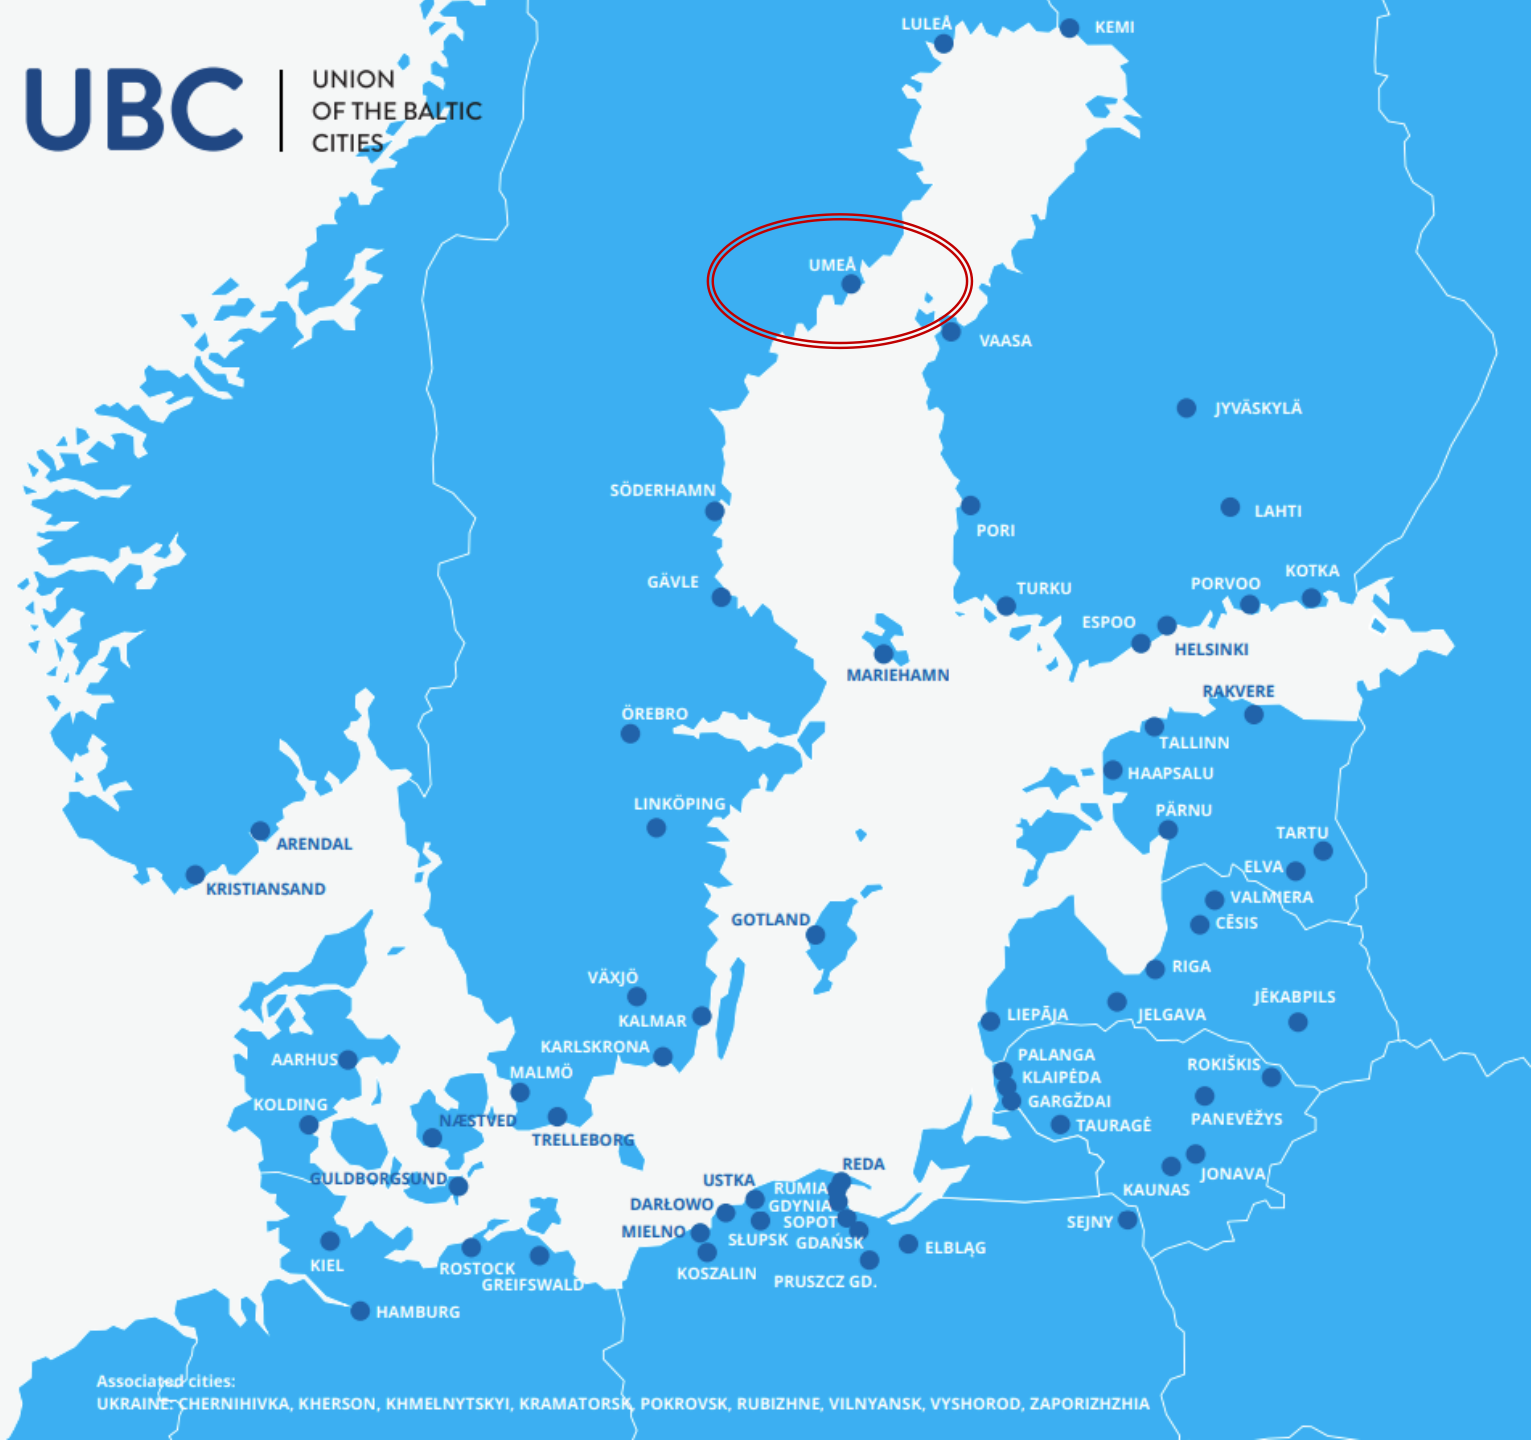 UBC
UNION
OF THE BALTIC
CITIES
LULEÅ
KEMI
UMEÅ
VAASA
JYVÄSKYLÄ
SÖDERHAMN
LAHTI
PORI
KOTKA
GÄVLE
TURKU
PORVOO
ESPOO
HELSINKI
MARIEHAMN
RAKVERE
ÖREBRO
TALLINN
HAAPSALU
LINKÖPING
PÄRNU
TARTU
ARENDAL
ELVA
KRISTIANSAND
VALMIERA
GOTLAND
CĒSIS
RIGA
VÄXJÖ
JĒKABPILS
KALMAR
LIEPĀJA
JELGAVA
KARLSKRONA
PALANGA
AARHUS
ROKIŠKIS
MALMÖ
KLAIPĖDA
KOLDING
GARGŽDAI
NÆSTVED
PANEVĖŽYS
TAURAGĖ
TRELLEBORG
REDA
JONAVA
GULDBORGSUND
USTKA
RUMIA
KAUNAS
DARŁOWO
GDYNIA
SOPOT
SEJNY
MIELNO
SŁUPSK
GDAŃSK
ELBLĄG
KIEL
ROSTOCK
KOSZALIN
PRUSZCZ GD.
GREIFSWALD
HAMBURG
Associated cities:
UKRAINE: CHERNIHIVKA, KHERSON, KHMELNYTSKYI, KRAMATORSK, POKROVSK, RUBIZHNE, VILNYANSK, VYSHOROD, ZAPORIZHZHIA